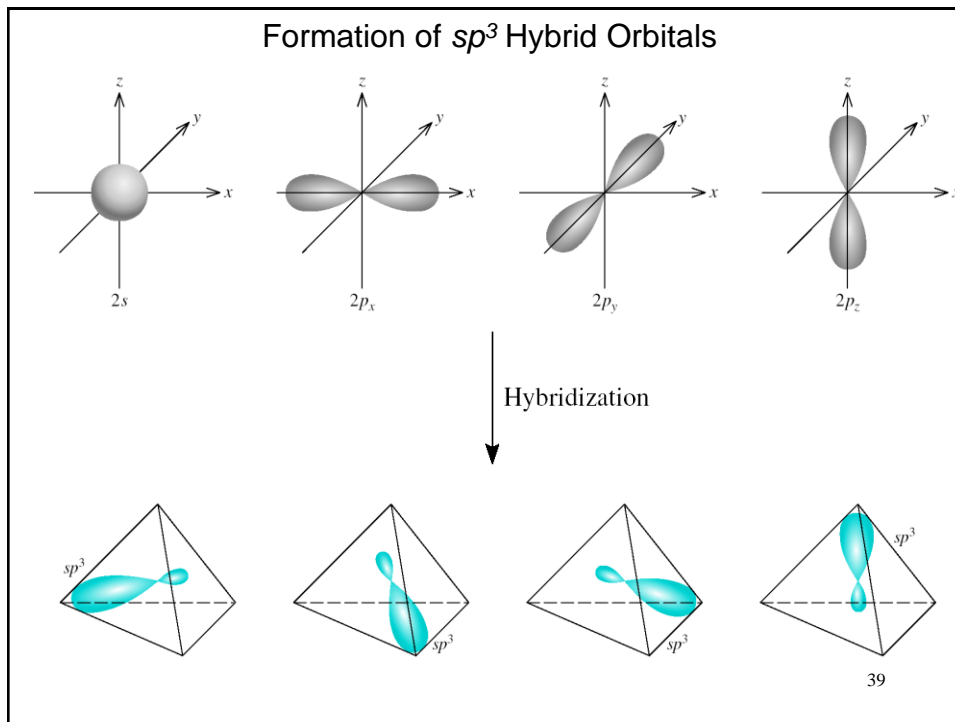 Formation of sp³ Hybrid Orbitals
z
y
x
2s
z
y
x
2pₓ
z
y
x
2p_y
z
y
x
2p_z
Hybridization
sp³
sp³
sp³
sp³
39